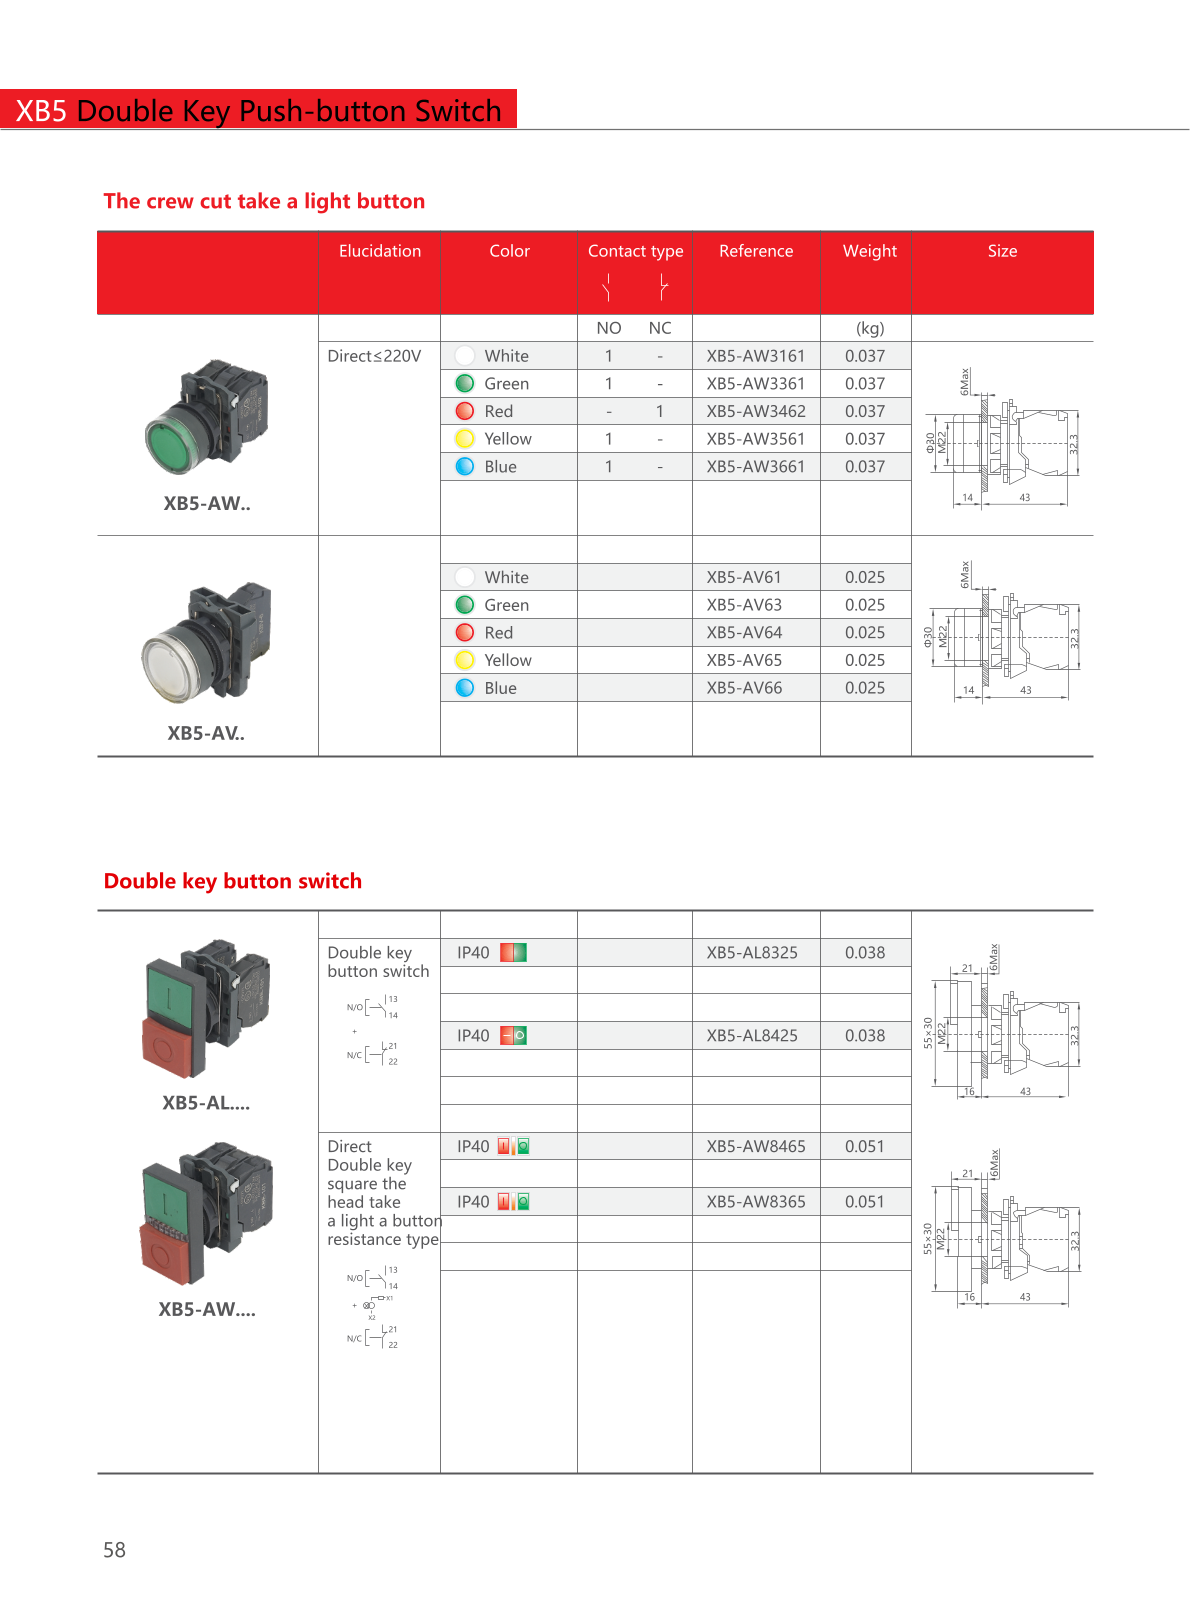 XB5 Double Key Push-button Switch
The crew cut take a light button
Elucidation Color Contact type Reference Weight Size
NO NC (kg)
Direct≤220V White 1 - XB5-AW3161 0.037
Green 1 - XB5-AW3361 0.037
Red - 1 XB5-AW3462 0.037
Yellow 1 - XB5-AW3561 0.037
Blue 1 - XB5-AW3661 0.037
XB5-AW..
6Max
Φ30
M22
32.3
14 43
White XB5-AV61 0.025
Green XB5-AV63 0.025
Red XB5-AV64 0.025
Yellow XB5-AV65 0.025
Blue XB5-AV66 0.025
XB5-AV..
6Max
Φ30
M22
32.3
14 43
Double key button switch
Double key
button switch
IP40 XB5-AL8325 0.038
N/O 13
14
+
N/C 21
22
IP40 XB5-AL8425 0.038
XB5-AL....
21 6Max
55×30
M22
32.3
16 43
Direct
Double key
square the
head take
a light a button
resistance type
IP40 XB5-AW8465 0.051
IP40 XB5-AW8365 0.051
N/O 13
14
+ X1
X2
N/C 21
22
XB5-AW....
21 6Max
55×30
M22
32.3
16 43
58